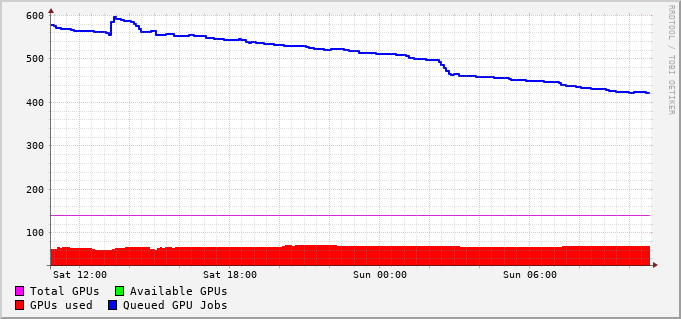 RRDTOOL / TOBI OETIKER
600
500
400
300
200
100
Sat 12:00 Sat 18:00 Sun 00:00 Sun 06:00
Total GPUs Available GPUs
GPUs used Queued GPU Jobs